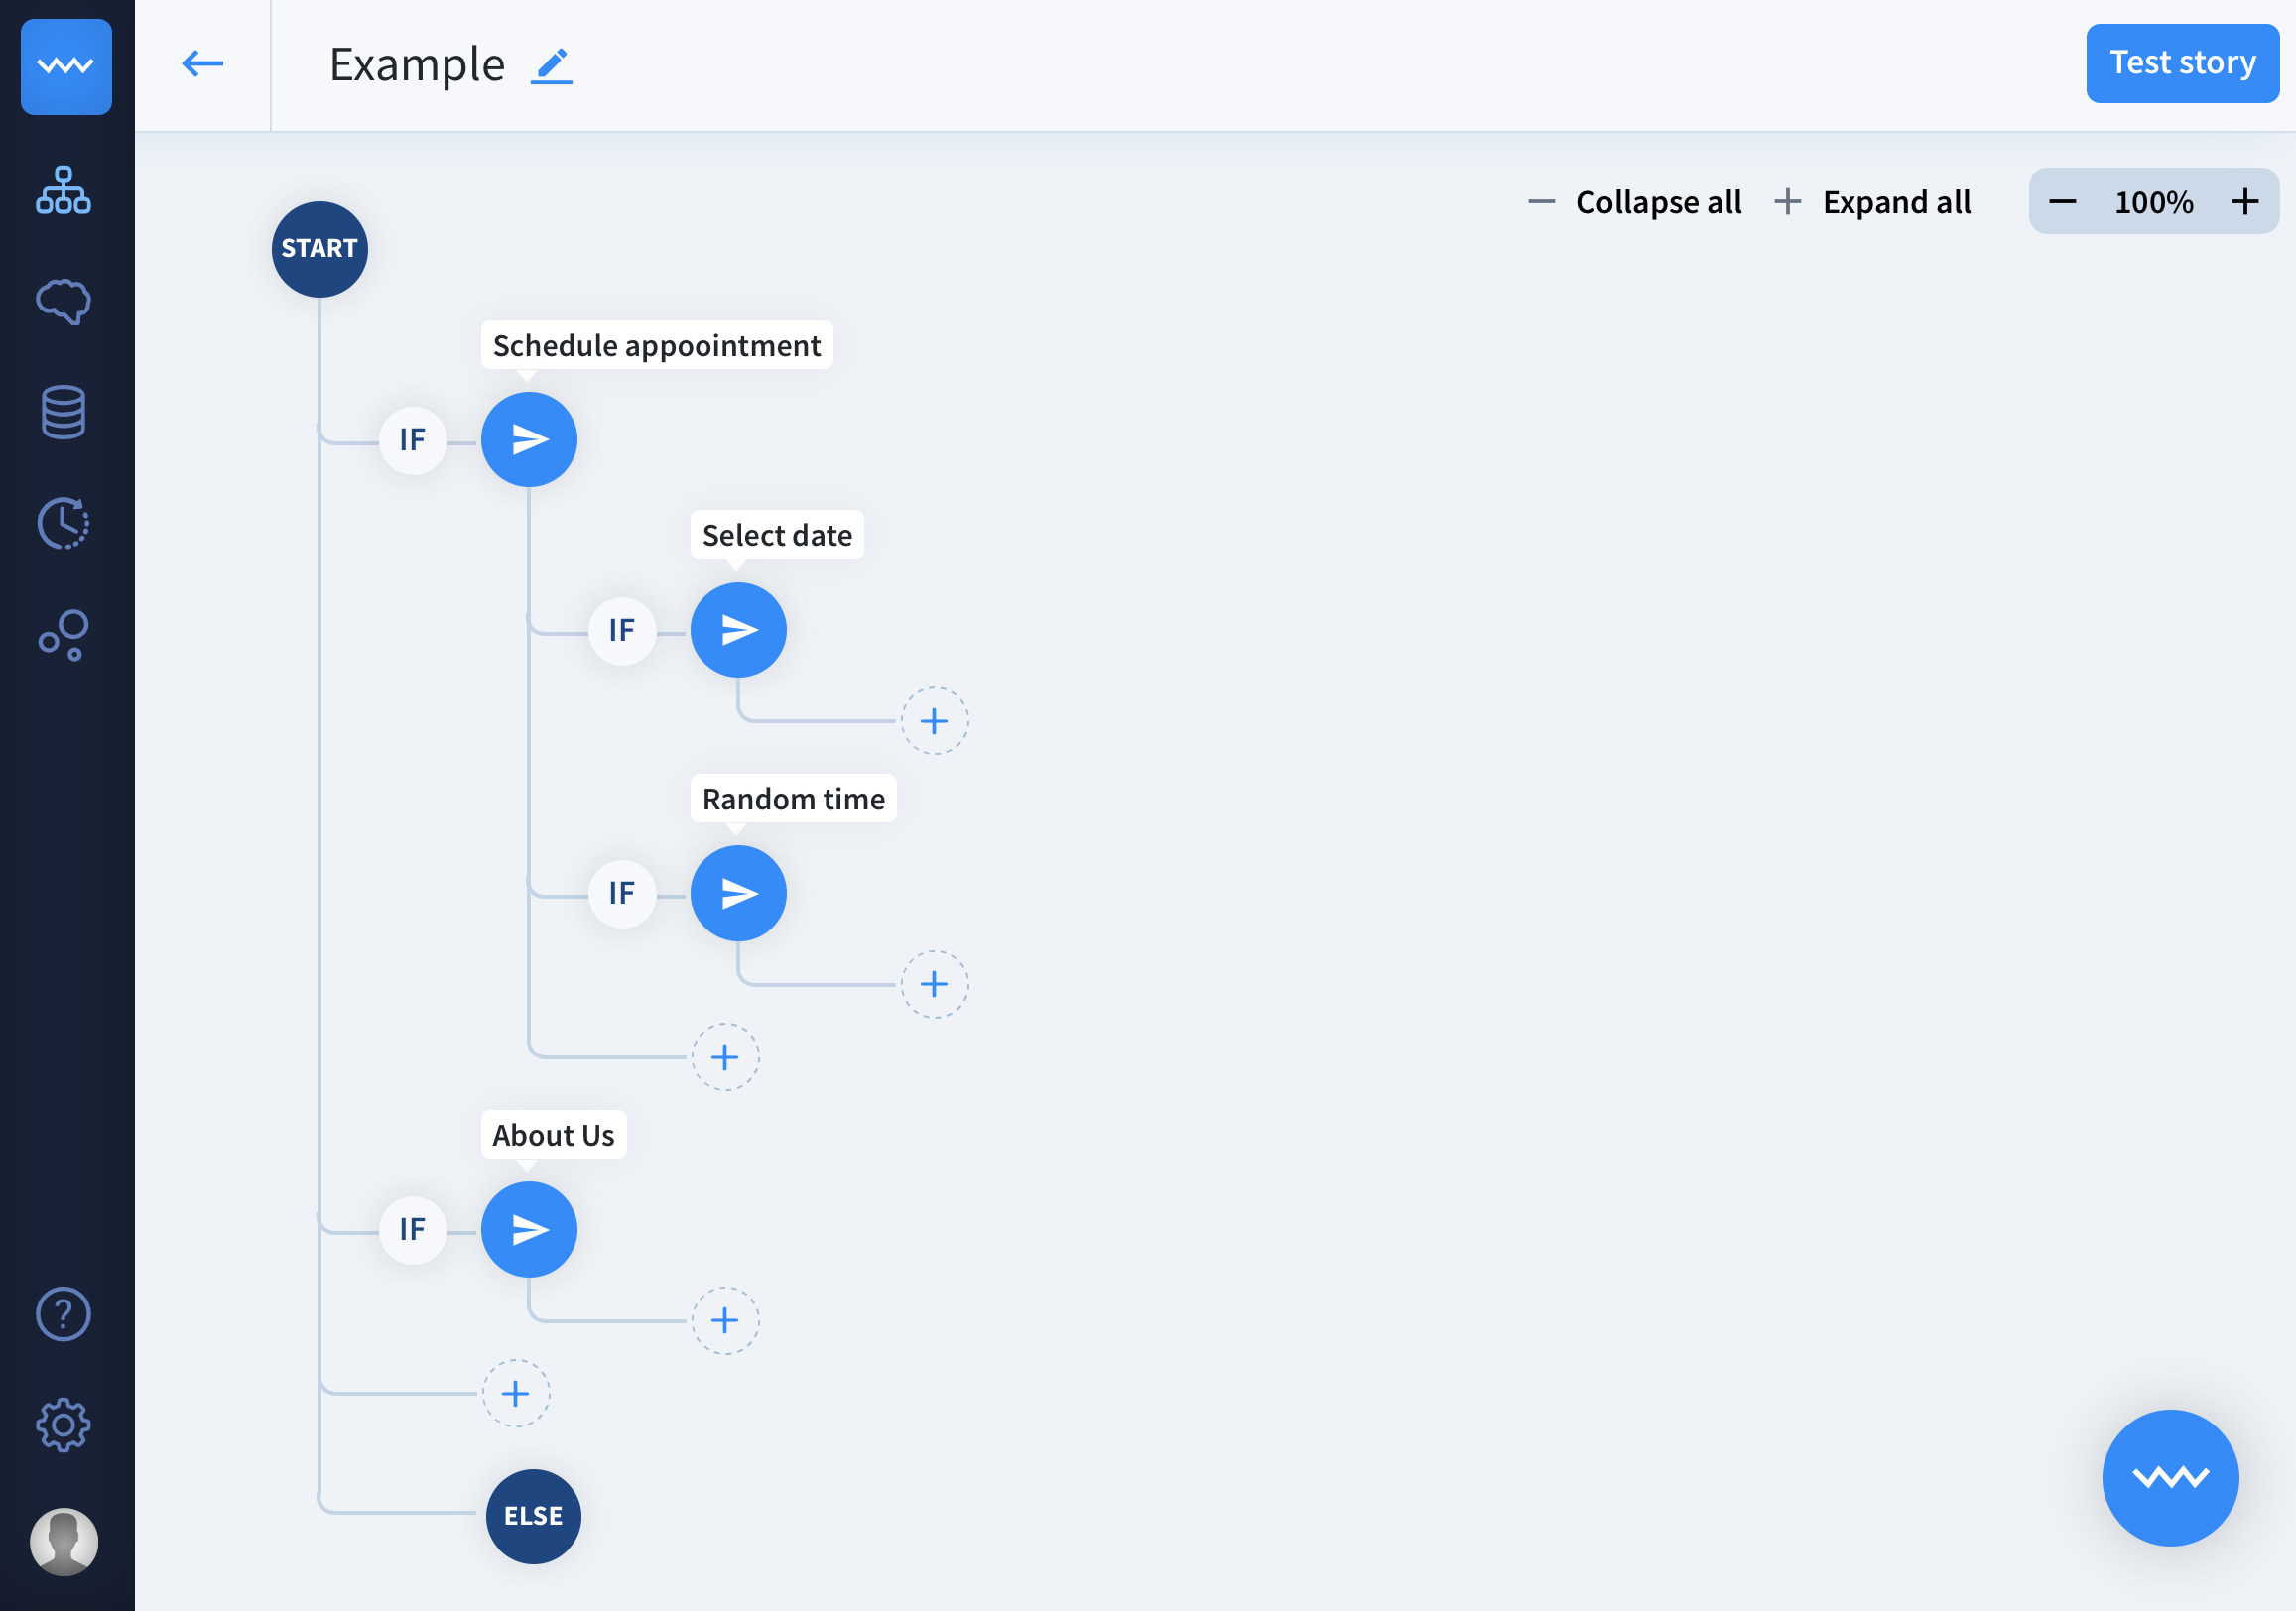 Example
Test story
Collapse all
Expand all
100%
START
Schedule appoointment
IF
Select date
IF
Random time
IF
About Us
IF
ELSE
?